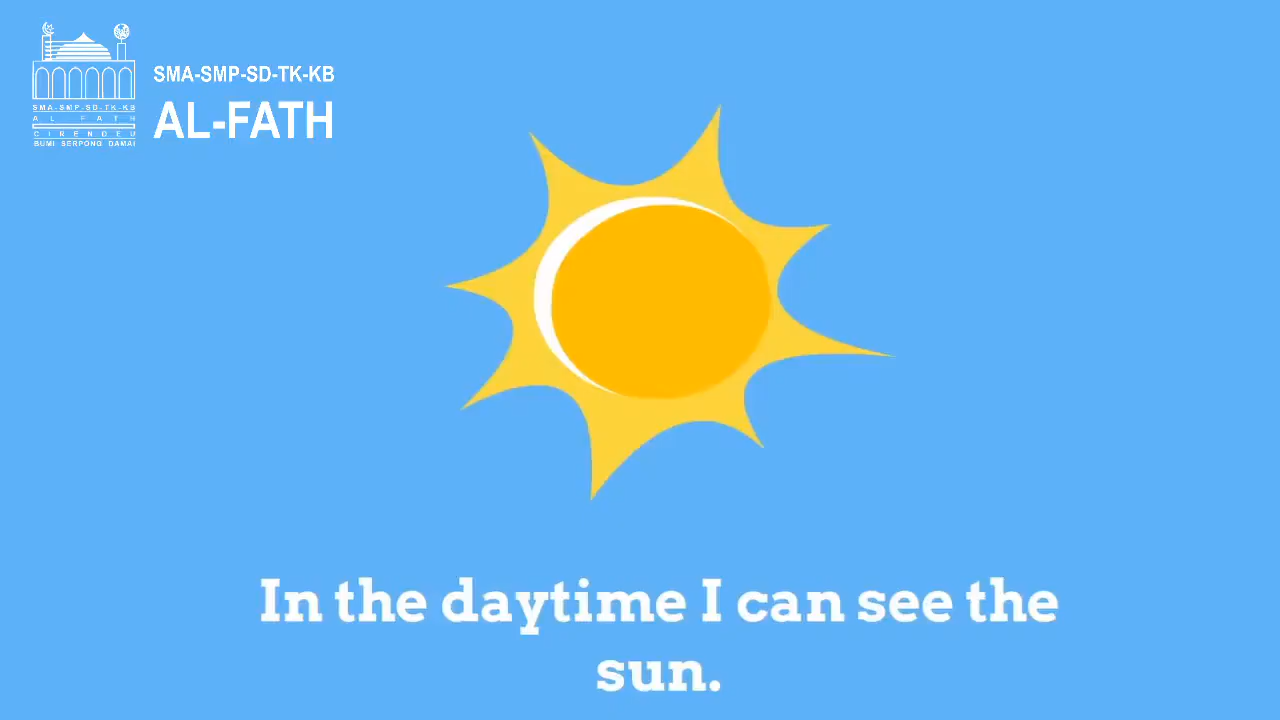 SMA-SMP-SD-TK-KB
AL-FATH
SMA-SMP-SD-TK-KB
AL FATH
CIRENDEU
BUMI SERPONG DAMAI
In the daytime I can see the
sun.